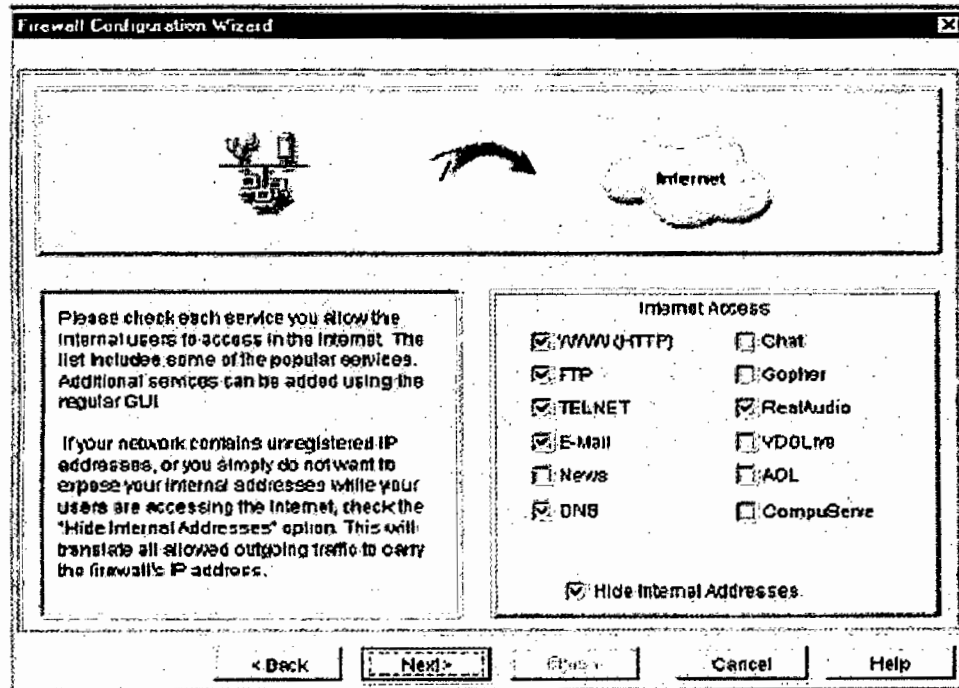 Firewall Configuration Wizard
Internet
Please check each service you allow the
internal users to access in the Internet. The
list includes some of the popular services.
Additional services can be added using the
regular GUI
If your network contains unregistered IP
addresses, or you simply do not want to
expose your internal addresses while your
users are accessing the Internet, check the
"Hide Internal Addresses" option. This will
translate all allowed outgoing traffic to carry
the firewall's IP address.
Internet Access
WWW (HTTP)
Chat
FTP
Gopher
TELNET
RealAudio
E-Mail
VDOLive
News
AOL
DNS
CompuServe
Hide Internal Addresses
< Back
Next >
Cancel
Help